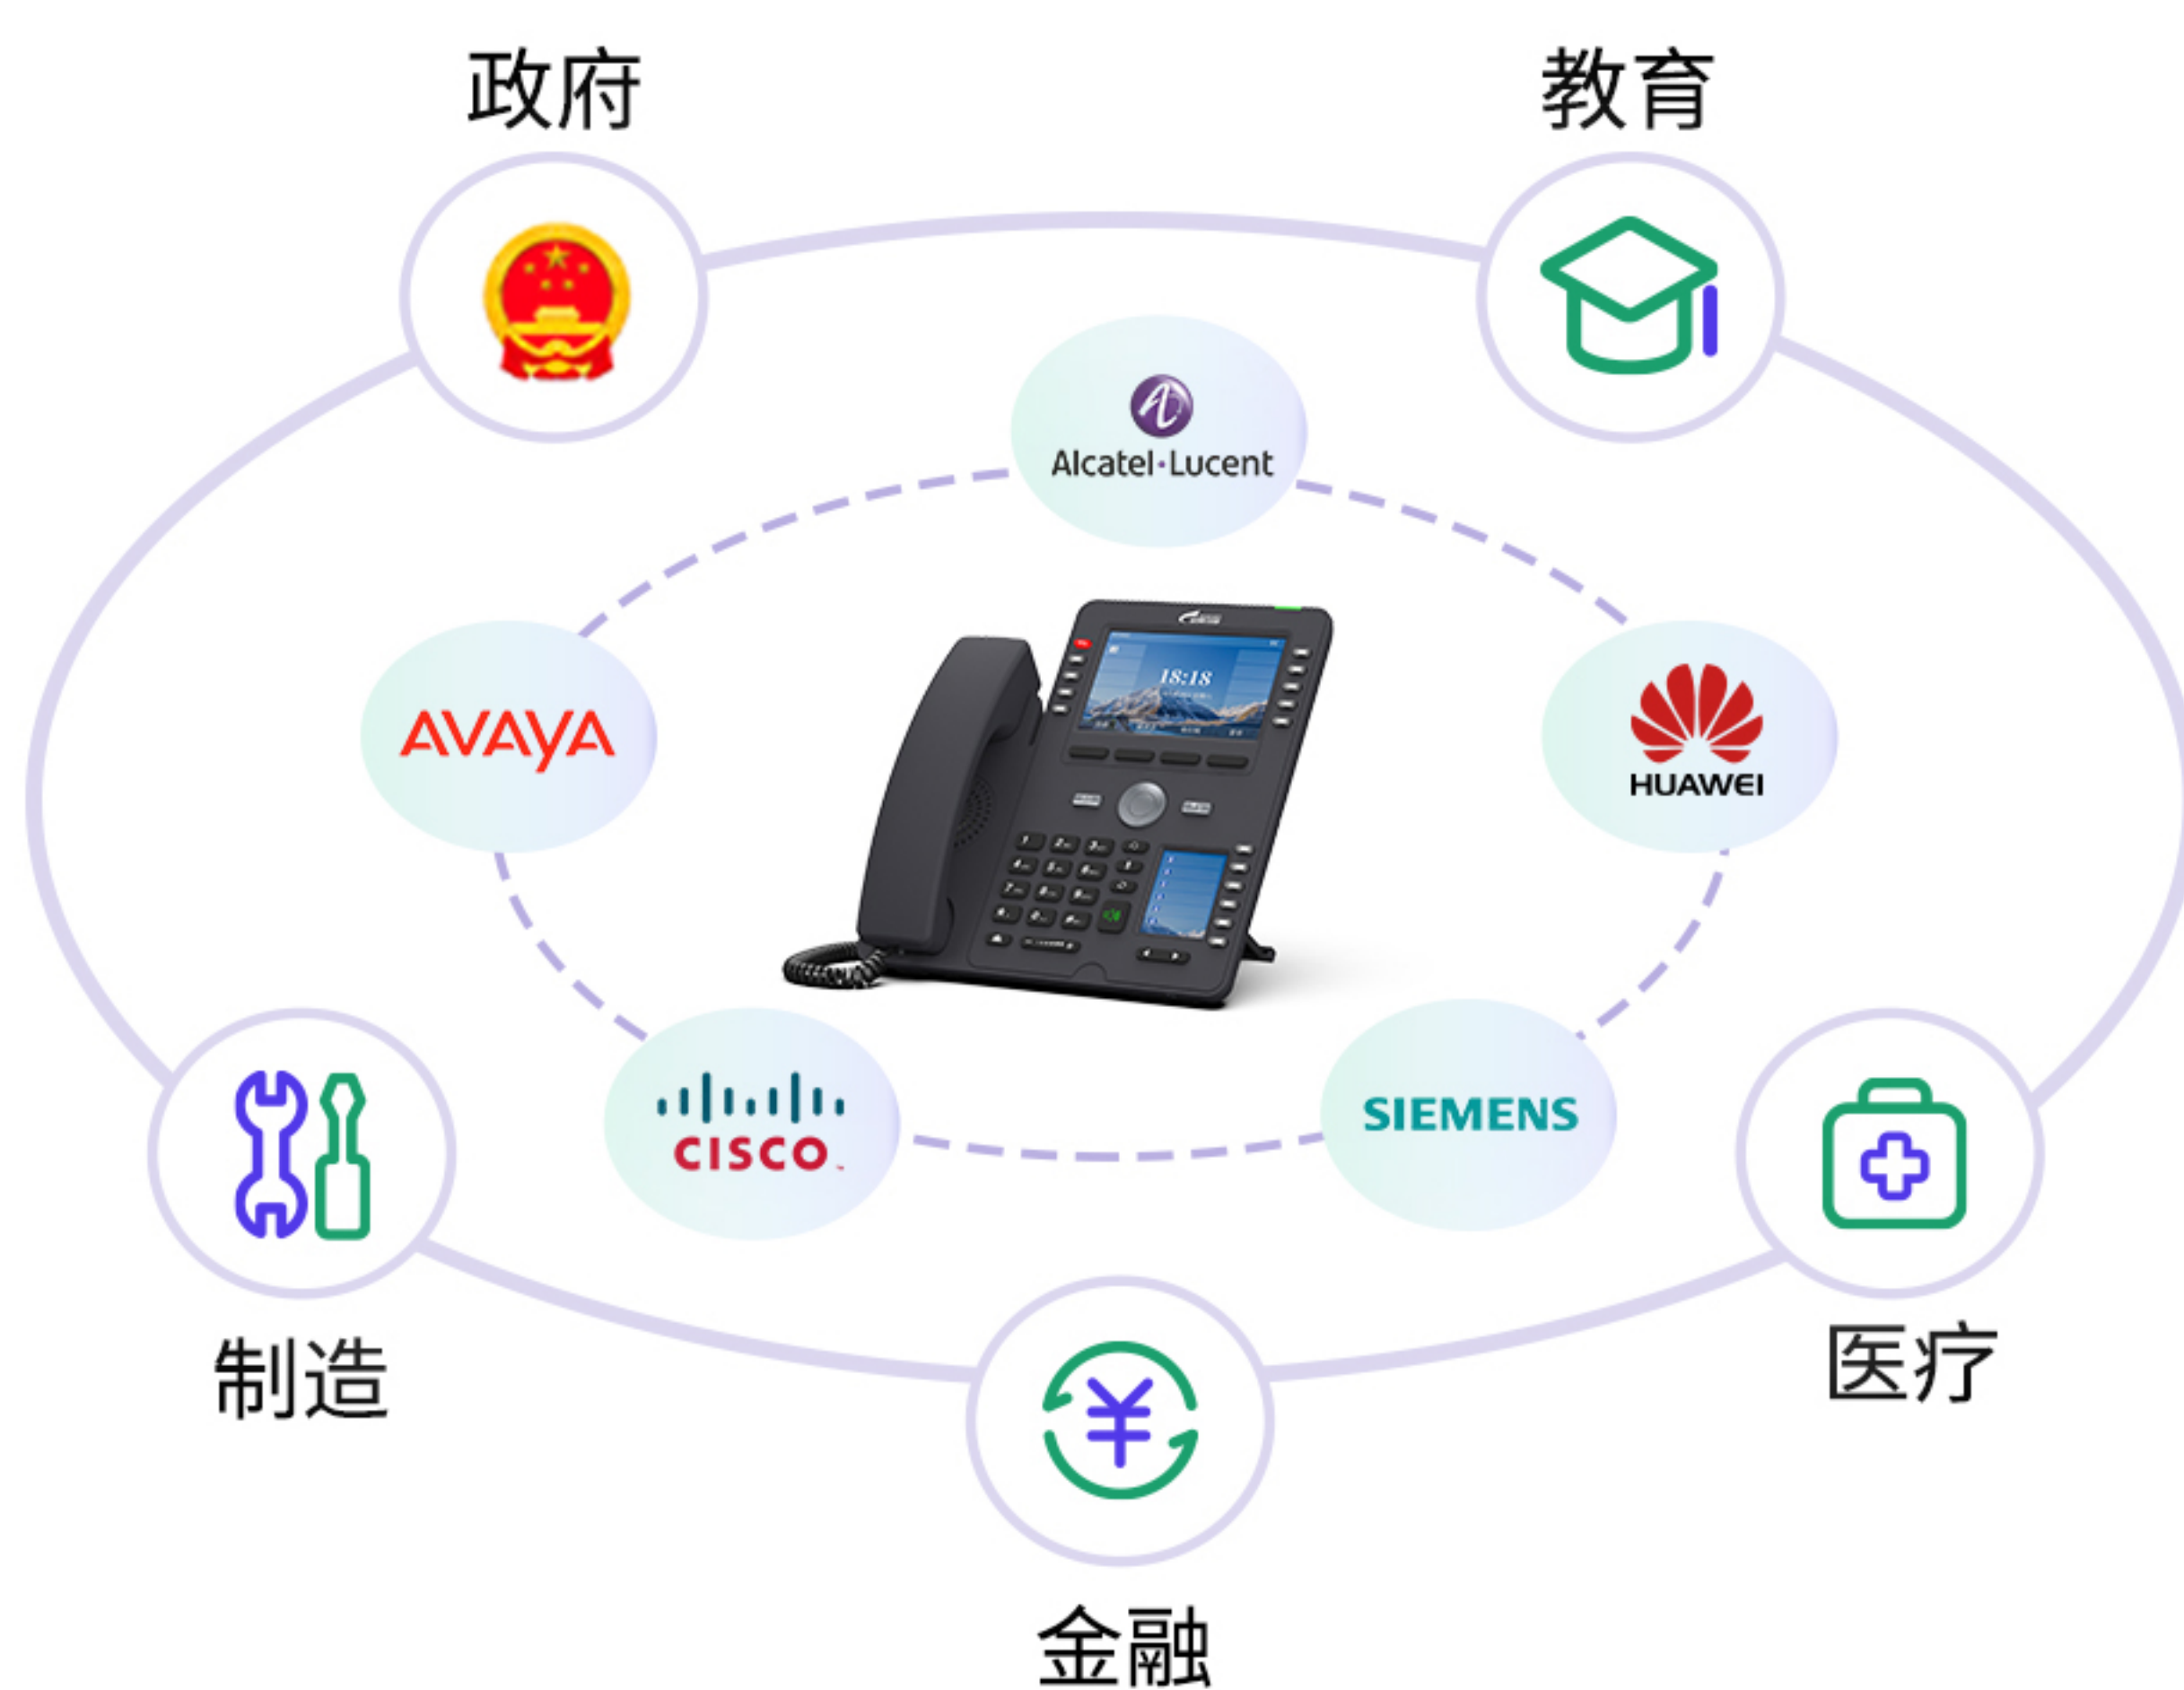 政府
教育
Alcatel·Lucent
18:18
AVAYA
HUAWEI
CISCO
SIEMENS
制造
医疗
金融